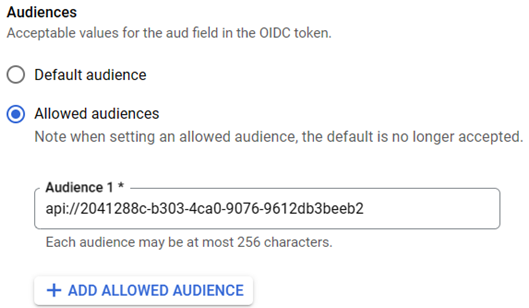 Audiences
Acceptable values for the aud field in the OIDC token.
Default audience
Allowed audiences
Note when setting an allowed audience, the default is no longer accepted.
Audience 1 *
api://2041288c-b303-4ca0-9076-9612db3beeb2
Each audience may be at most 256 characters.
+ ADD ALLOWED AUDIENCE